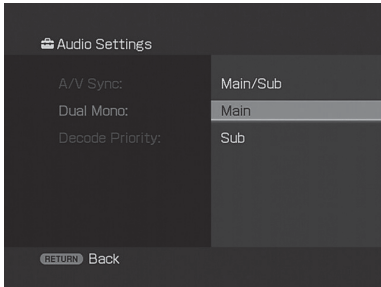 Audio Settings
A/V Sync:
Main/Sub
Dual Mono:
Main
Decode Priority:
Sub
RETURN Back